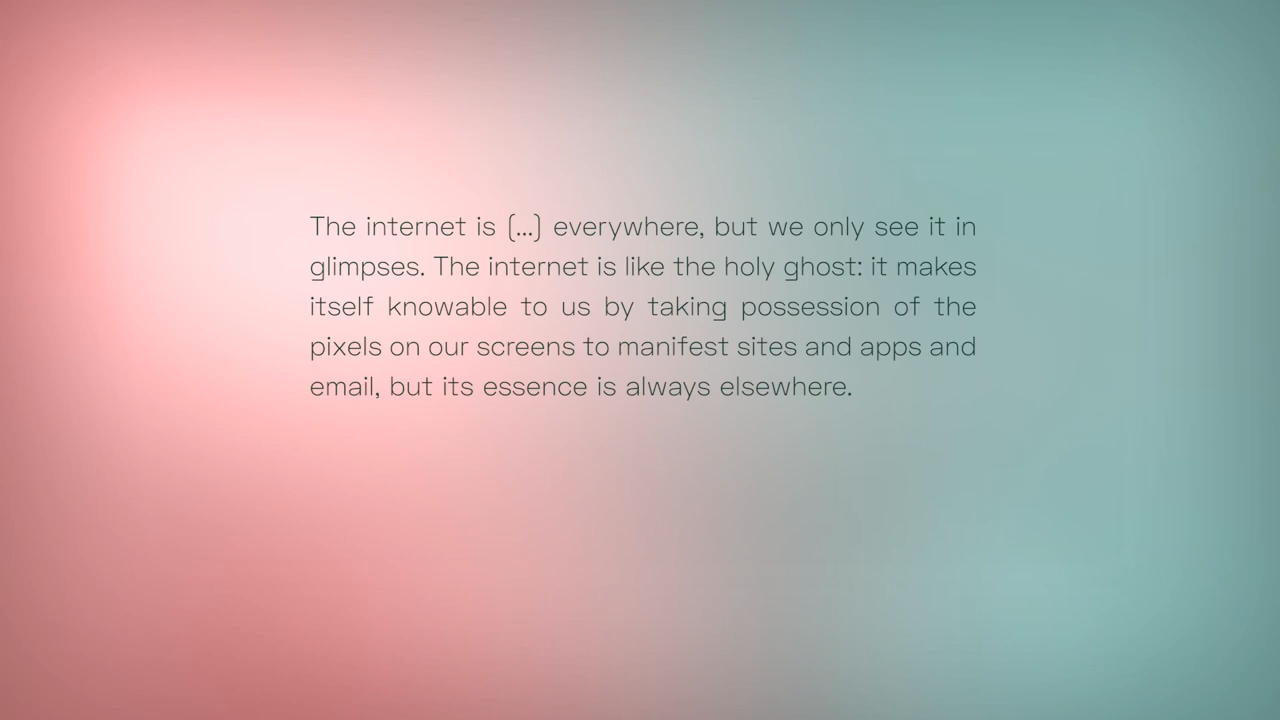 The internet is (...) everywhere, but we only see it in
glimpses. The internet is like the holy ghost: it makes
itself knowable to us by taking possession of the
pixels on our screens to manifest sites and apps and
email, but its essence is always elsewhere.